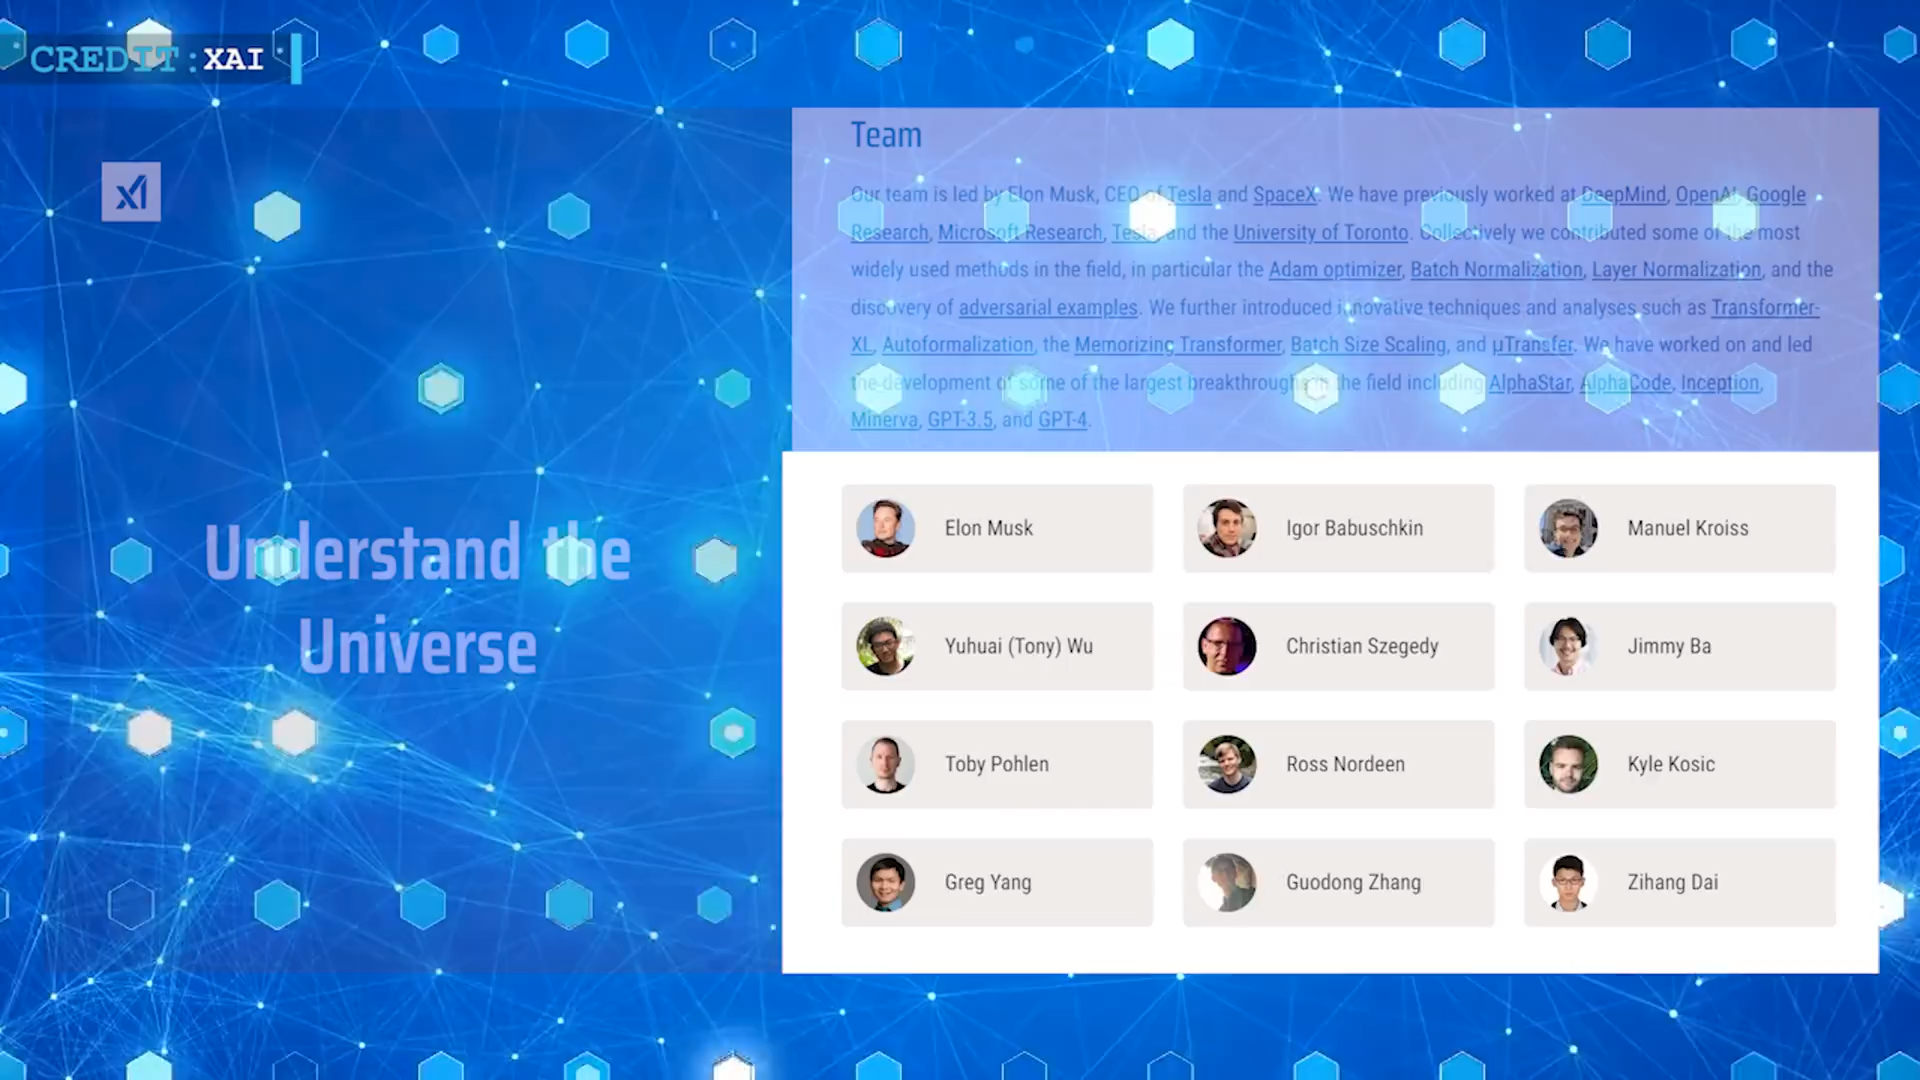 CREDIT:XAI
xI
Understand the
Universe
Team
Our team is led by Elon Musk, CEO of Tesla and SpaceX. We have previously worked at DeepMind, OpenAI, Google
Research, Microsoft Research, Tesla, and the University of Toronto. Collectively we contributed some of the most
widely used methods in the field, in particular the Adam optimizer, Batch Normalization, Layer Normalization, and the
discovery of adversarial examples. We further introduced innovative techniques and analyses such as Transformer-
XL, Autoformalization, the Memorizing Transformer, Batch Size Scaling, and μTransfer. We have worked on and led
the development of some of the largest breakthroughs in the field including AlphaStar, AlphaCode, Inception,
Minerva, GPT-3.5, and GPT-4.
Elon Musk
Igor Babuschkin
Manuel Kroiss
Yuhuai (Tony) Wu
Christian Szegedy
Jimmy Ba
Toby Pohlen
Ross Nordeen
Kyle Kosic
Greg Yang
Guodong Zhang
Zihang Dai